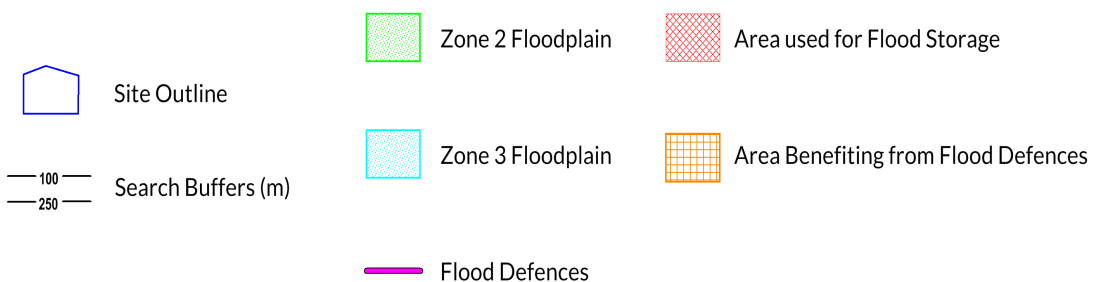 Site Outline
100
250
Search Buffers (m)
Zone 2 Floodplain
Zone 3 Floodplain
Flood Defences
Area used for Flood Storage
Area Benefiting from Flood Defences